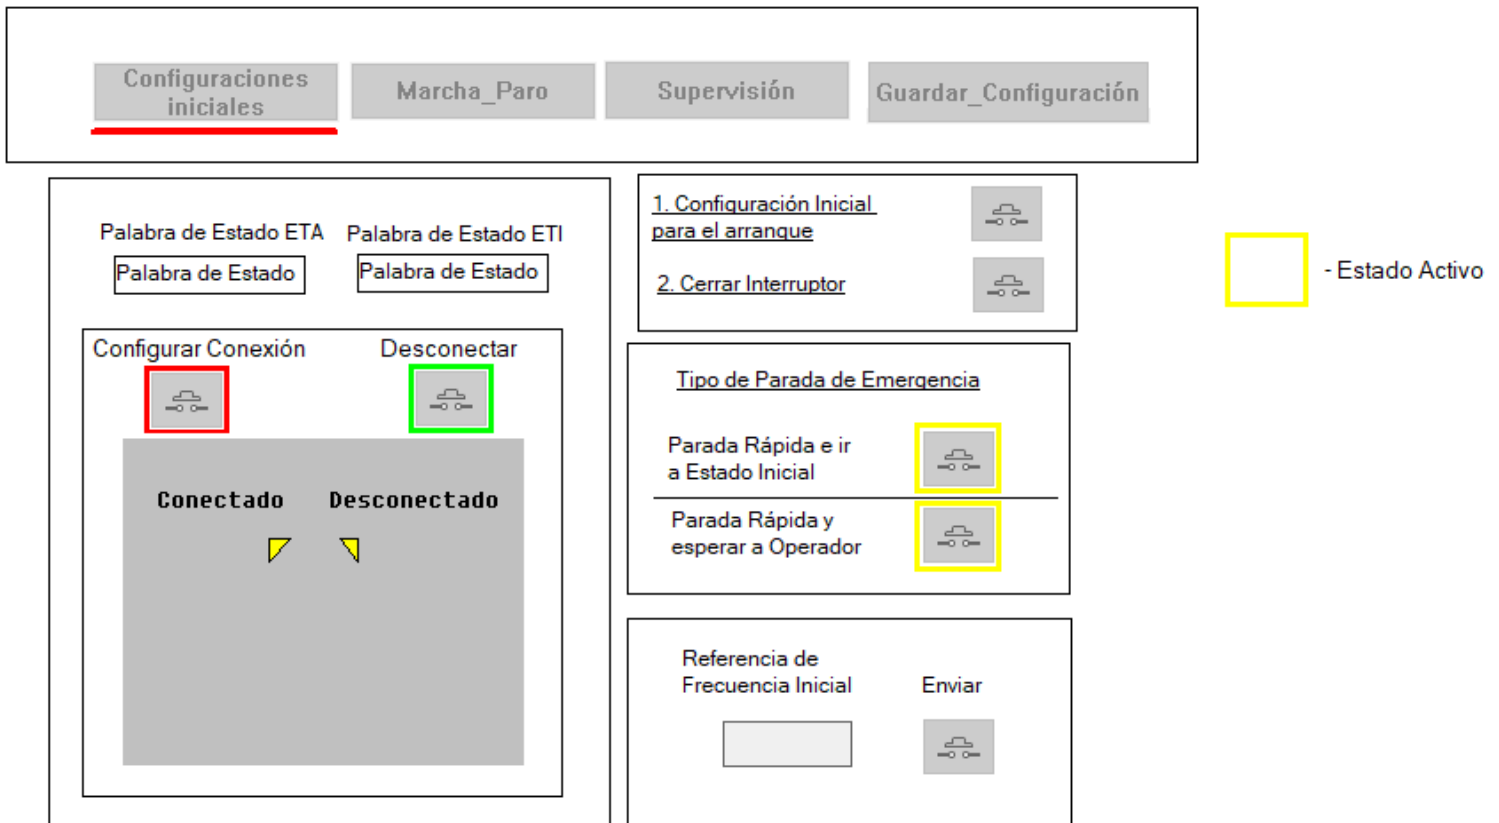 Configuraciones
iniciales
Marcha_Paro
Supervisión
Guardar_Configuración
Palabra de Estado ETA
Palabra de Estado ETI
Palabra de Estado
Palabra de Estado
Configurar Conexión
Desconectar
Conectado
Desconectado
1. Configuración Inicial
para el arranque
2. Cerrar Interruptor
Tipo de Parada de Emergencia
Parada Rápida e ir
a Estado Inicial
Parada Rápida y
esperar a Operador
Referencia de
Frecuencia Inicial
Enviar
- Estado Activo